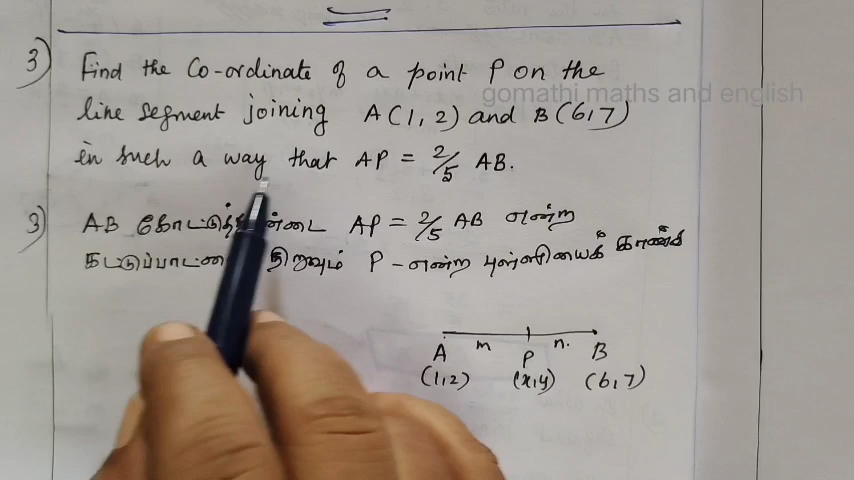 3) Find the Co-ordinate of a point P on the
gomathi maths and english
line segment joining A(1,2) and B(6,7)
in such a way that AP = 2/5 AB.
3) AB AP = 2/5 AB என்ற
நிறைவும் P - என்ற புள்ளியைக் காண்க
A m P n. B
(1,2) (x,y) (6,7)